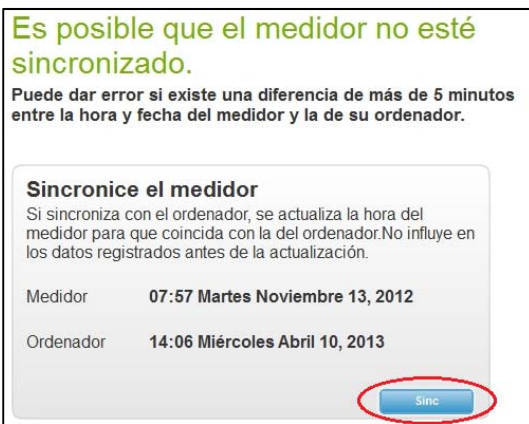 Es posible que el medidor no esté
sincronizado.
Puede dar error si existe una diferencia de más de 5 minutos
entre la hora y fecha del medidor y la de su ordenador.
Sincronice el medidor
Si sincroniza con el ordenador, se actualiza la hora del
medidor para que coincida con la del ordenador.No influye en
los datos registrados antes de la actualización.
Medidor 07:57 Martes Noviembre 13, 2012
Ordenador 14:06 Miércoles Abril 10, 2013
Sinc